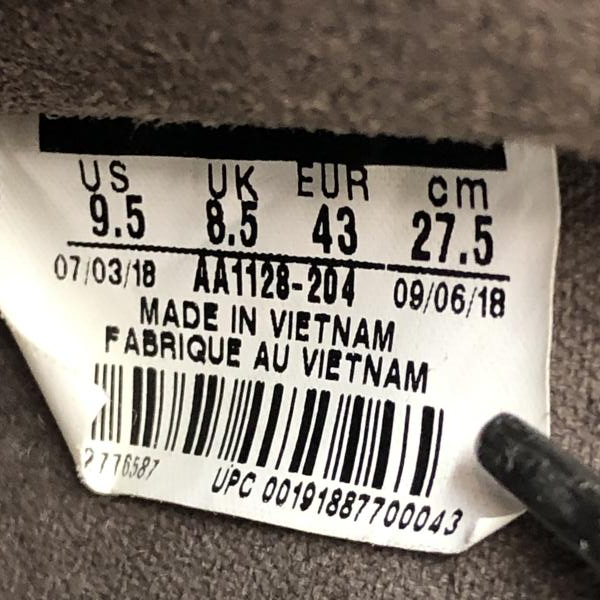 US UK EUR cm
9.5 8.5 43 27.5
07/03/18 AA1128-204 09/06/18
MADE IN VIETNAM
FABRIQUE AU VIETNAM
776587
UPC 00191887700043